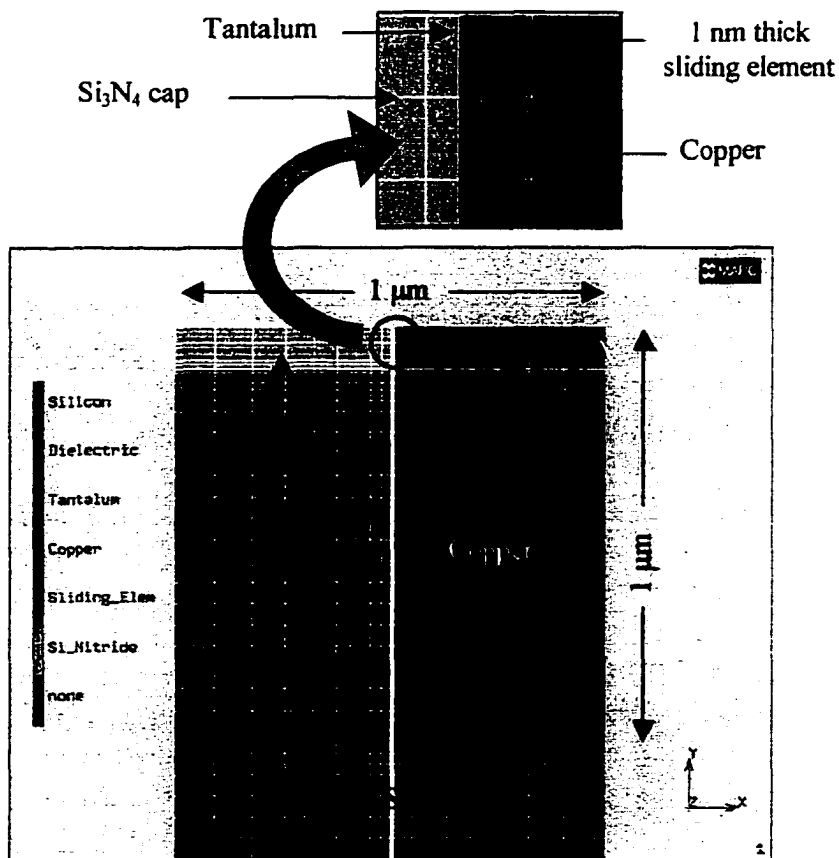 Tantalum
1 nm thick
sliding element
Si₃N₄ cap
Copper
1 μm
Silicon
Dielectric
Tantalum
Copper
Sliding_Elem
Si_Nitride
none
Copper
1 μm
Y
Z X